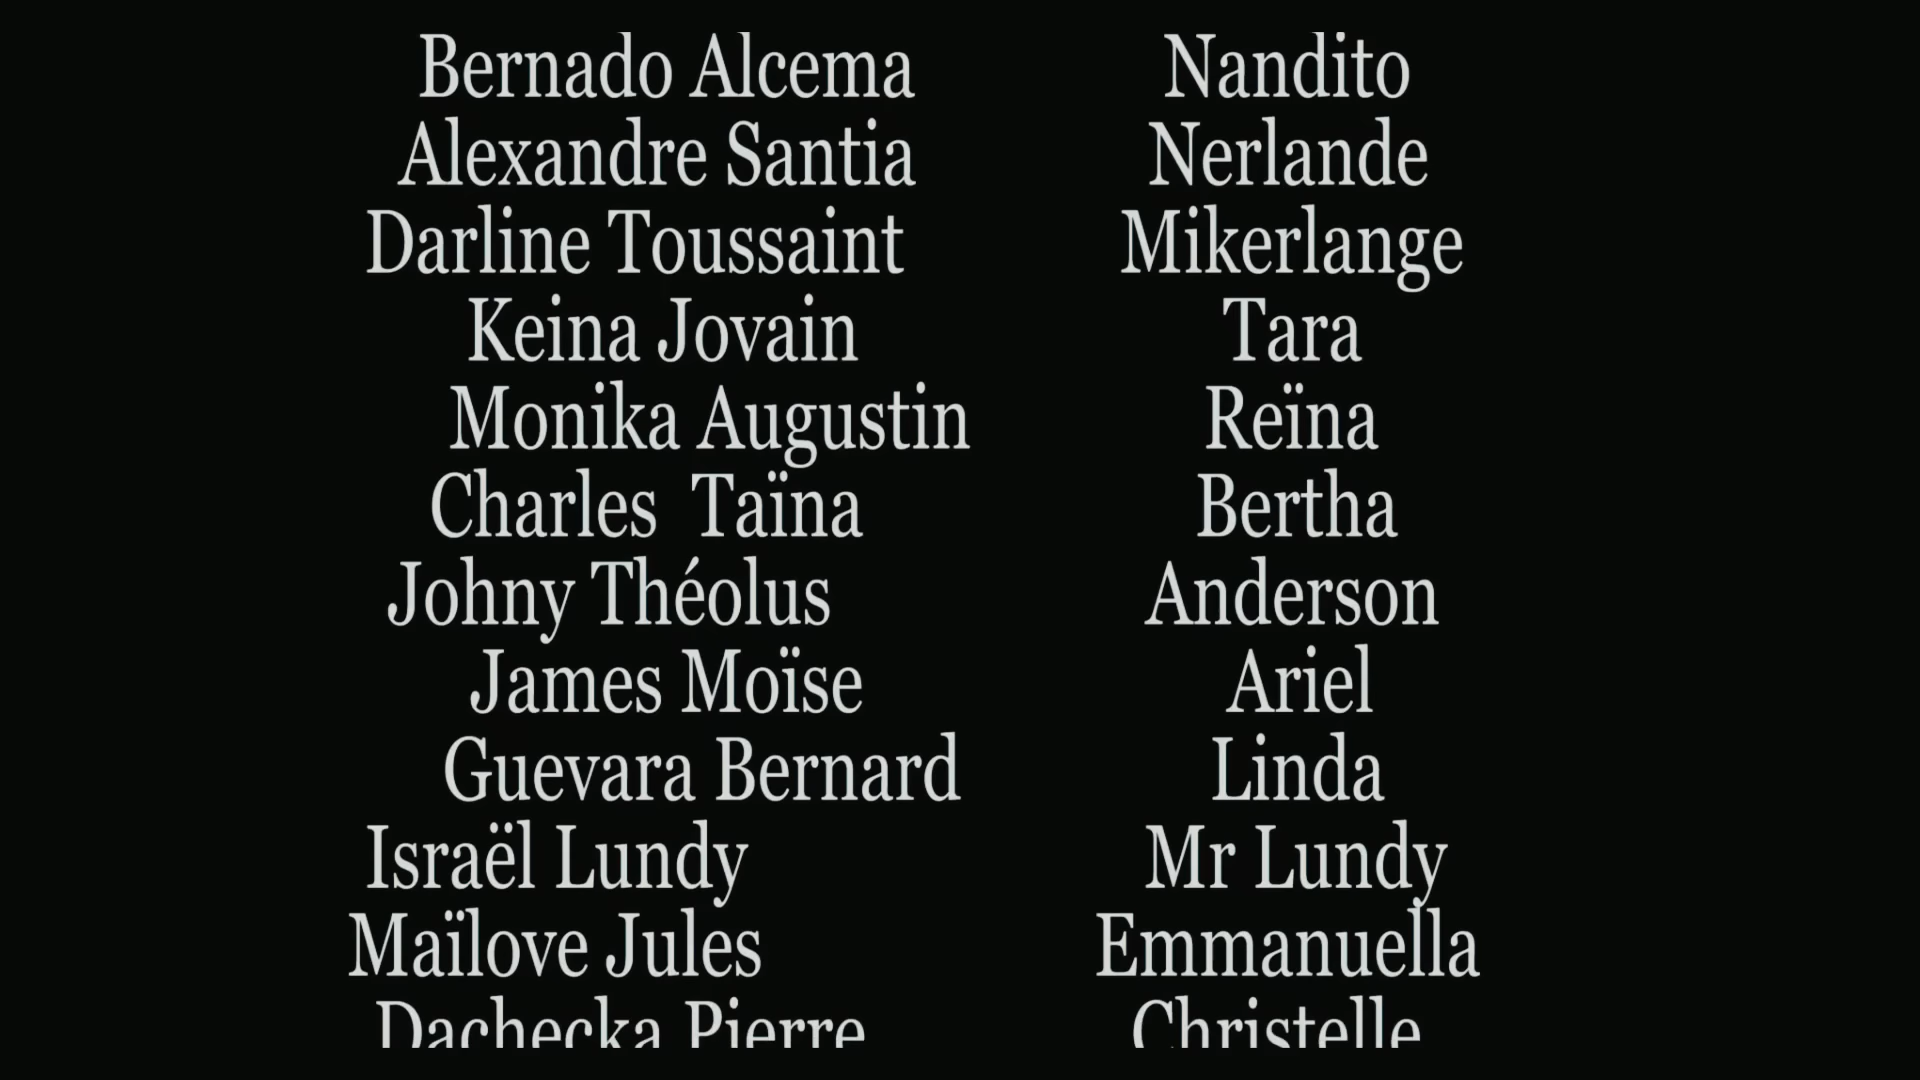 Bernado Alcema Nandito
Alexandre Santia Nerlande
Darline Toussaint Mikerlange
Keina Jovain Tara
Monika Augustin Reïna
Charles Taïna Bertha
Johny Théolus Anderson
James Moïse Ariel
Guevara Bernard Linda
Israël Lundy Mr Lundy
Maïlove Jules Emmanuella
Dachecka Pierre Christelle